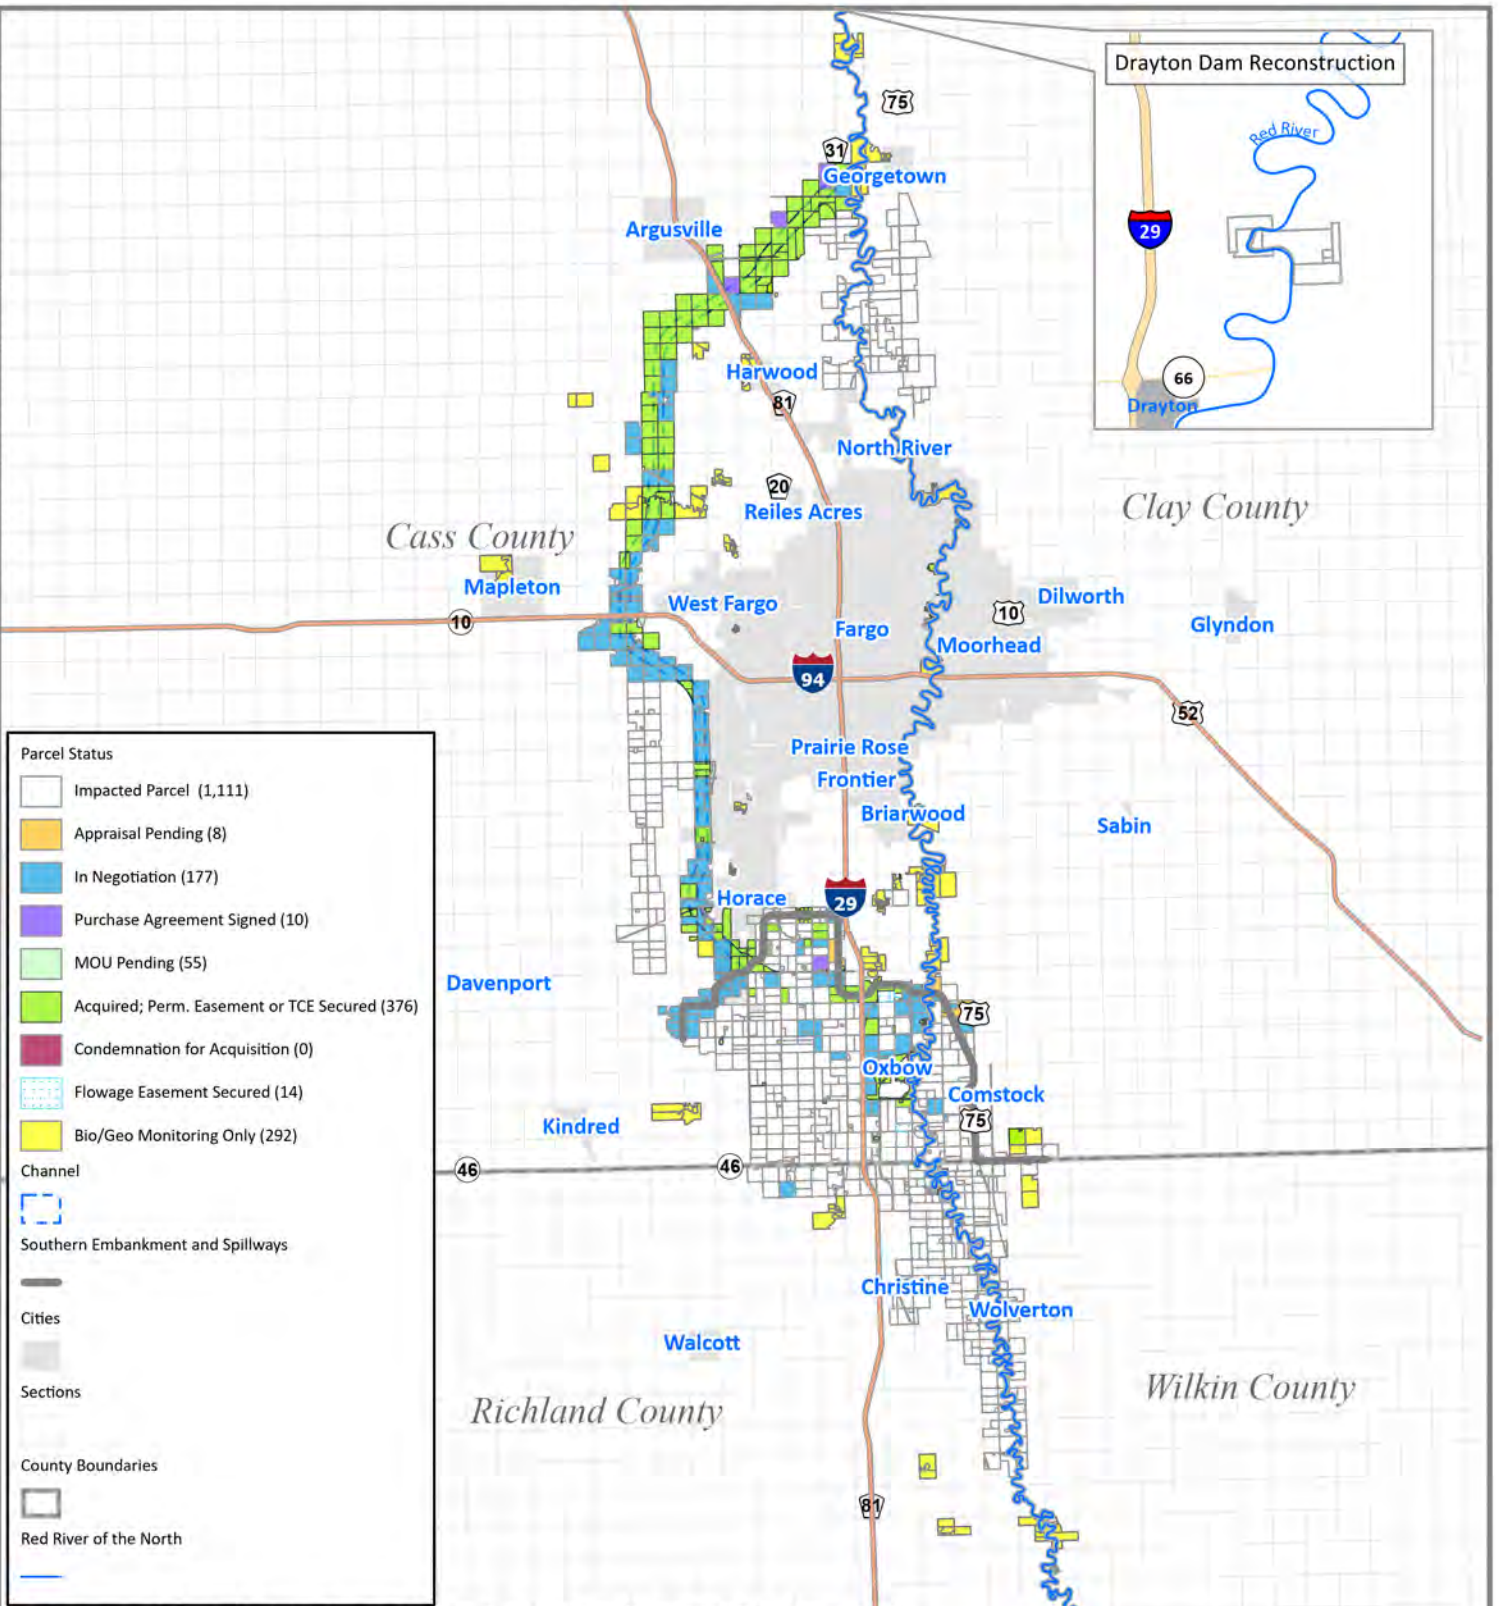 Drayton Dam Reconstruction
75
Red River
31
Georgetown
29
Argusville
66
Harwood
Drayton
81
North River
20
Clay County
Reiles Acres
Cass County
Mapleton
Dilworth
West Fargo
10
10
Glyndon
Fargo
Moorhead
94
52
Prairie Rose
Frontier
Briarwood
Sabin
Horace
29
Davenport
75
Oxbow
Comstock
75
Kindred
46
46
Christine
Wolverton
Walcott
Wilkin County
Richland County
81
Parcel Status
Impacted Parcel (1,111)
Appraisal Pending (8)
In Negotiation (177)
Purchase Agreement Signed (10)
MOU Pending (55)
Acquired; Perm. Easement or TCE Secured (376)
Condemnation for Acquisition (0)
Flowage Easement Secured (14)
Bio/Geo Monitoring Only (292)
Channel
Southern Embankment and Spillways
Cities
Sections
County Boundaries
Red River of the North